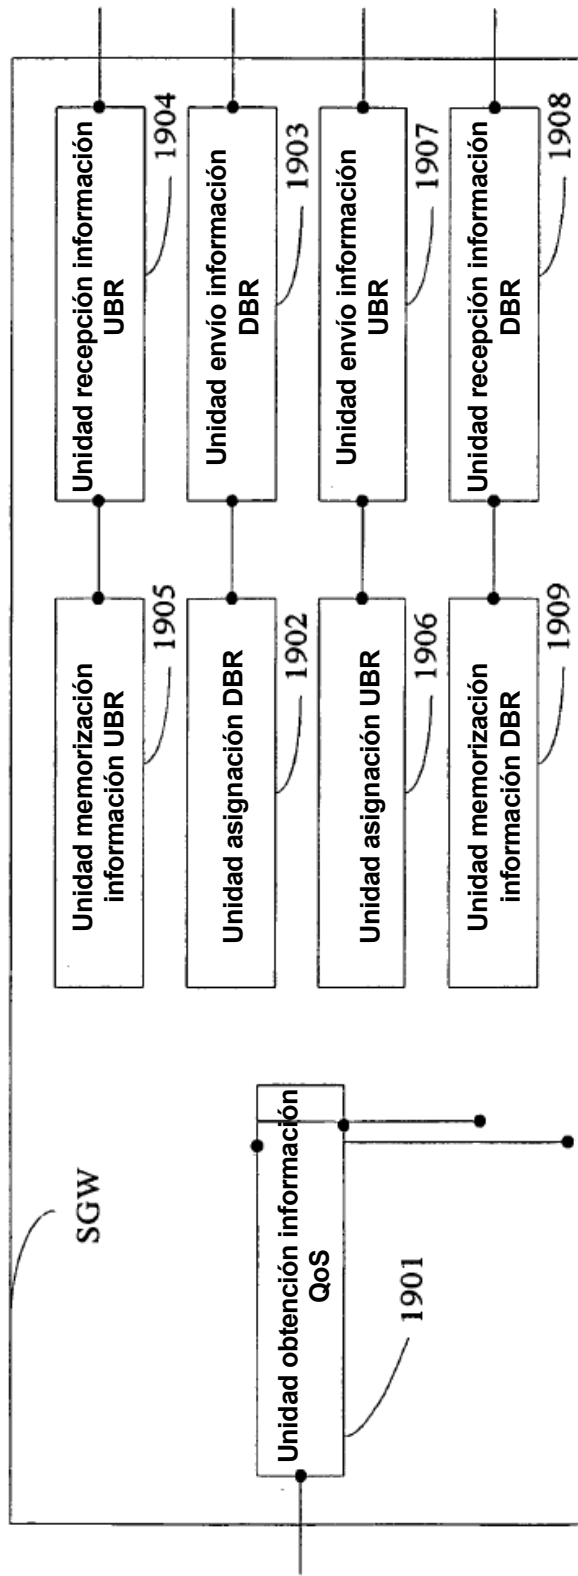 SGW
Unidad obtención información
QoS
1901
Unidad memorización
información UBR
1905
Unidad recepción información
UBR
1904
Unidad asignación DBR
1902
Unidad envío información
DBR
1903
Unidad asignación UBR
1906
Unidad envío información
UBR
1907
Unidad memorización
información DBR
1909
Unidad recepción información
DBR
1908